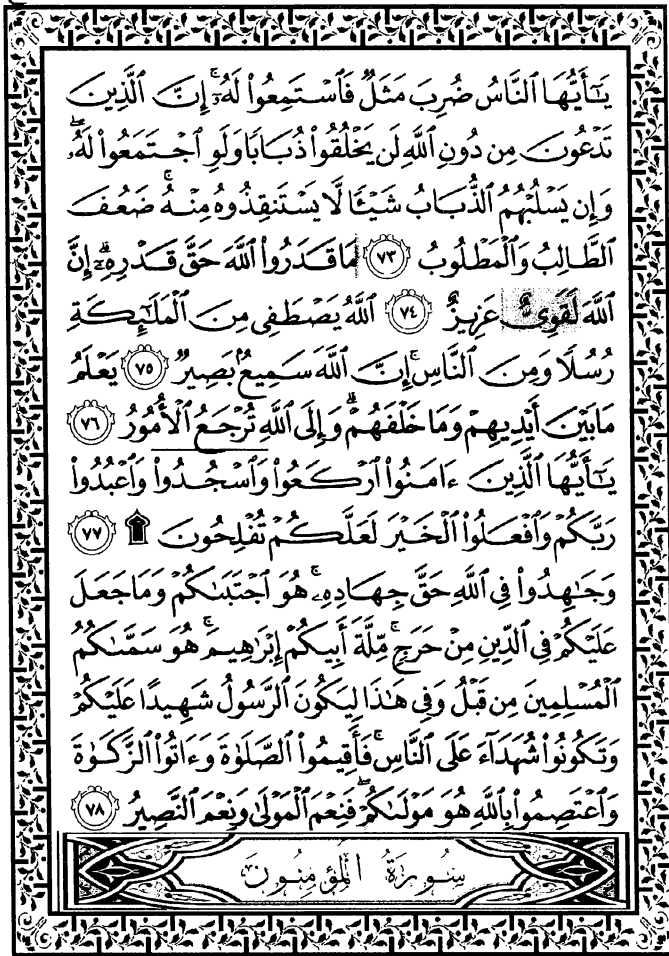 يَٰٓأَيُّهَا ٱلنَّاسُ ضُرِبَ مَثَلٌ فَٱسْتَمِعُوا۟ لَهُۥٓ ۚ إِنَّ ٱلَّذِينَ
تَدْعُونَ مِن دُونِ ٱللَّهِ لَن يَخْلُقُوا۟ ذُبَابًا وَلَوِ ٱجْتَمَعُوا۟ لَهُۥ ۖ
وَإِن يَسْلُبْهُمُ ٱلذُّبَابُ شَيْـًٔا لَّا يَسْتَنقِذُوهُ مِنْهُ ۚ ضَعُفَ
ٱلطَّالِبُ وَٱلْمَطْلُوبُ ٧٣ مَا قَدَرُوا۟ ٱللَّهَ حَقَّ قَدْرِهِۦٓ ۗ إِنَّ
ٱللَّهَ لَقَوِىٌّ عَزِيزٌ ٧٤ ٱللَّهُ يَصْطَفِى مِنَ ٱلْمَلَٰٓئِكَةِ
رُسُلًا وَمِنَ ٱلنَّاسِ ۚ إِنَّ ٱللَّهَ سَمِيعٌۢ بَصِيرٌ ٧٥ يَعْلَمُ
مَا بَيْنَ أَيْدِيهِمْ وَمَا خَلْفَهُمْ ۗ وَإِلَى ٱللَّهِ تُرْجَعُ ٱلْأُمُورُ ٧٦
يَٰٓأَيُّهَا ٱلَّذِينَ ءَامَنُوا۟ ٱرْكَعُوا۟ وَٱسْجُدُوا۟ وَٱعْبُدُوا۟
رَبَّكُمْ وَٱفْعَلُوا۟ ٱلْخَيْرَ لَعَلَّكُمْ تُفْلِحُونَ ۩ ٧٧
وَجَٰهِدُوا۟ فِى ٱللَّهِ حَقَّ جِهَادِهِۦ ۚ هُوَ ٱجْتَبَىٰكُمْ وَمَا جَعَلَ
عَلَيْكُمْ فِى ٱلدِّينِ مِنْ حَرَجٍ ۚ مِّلَّةَ أَبِيكُمْ إِبْرَٰهِيمَ ۚ هُوَ سَمَّىٰكُمُ
ٱلْمُسْلِمِينَ مِن قَبْلُ وَفِى هَٰذَا لِيَكُونَ ٱلرَّسُولُ شَهِيدًا عَلَيْكُمْ
وَتَكُونُوا۟ شُهَدَآءَ عَلَى ٱلنَّاسِ ۚ فَأَقِيمُوا۟ ٱلصَّلَوٰةَ وَءَاتُوا۟ ٱلزَّكَوٰةَ
وَٱعْتَصِمُوا۟ بِٱللَّهِ هُوَ مَوْلَىٰكُمْ ۖ فَنِعْمَ ٱلْمَوْلَىٰ وَنِعْمَ ٱلنَّصِيرُ ٧٨
سُورَةُ المُؤمِنُونَ